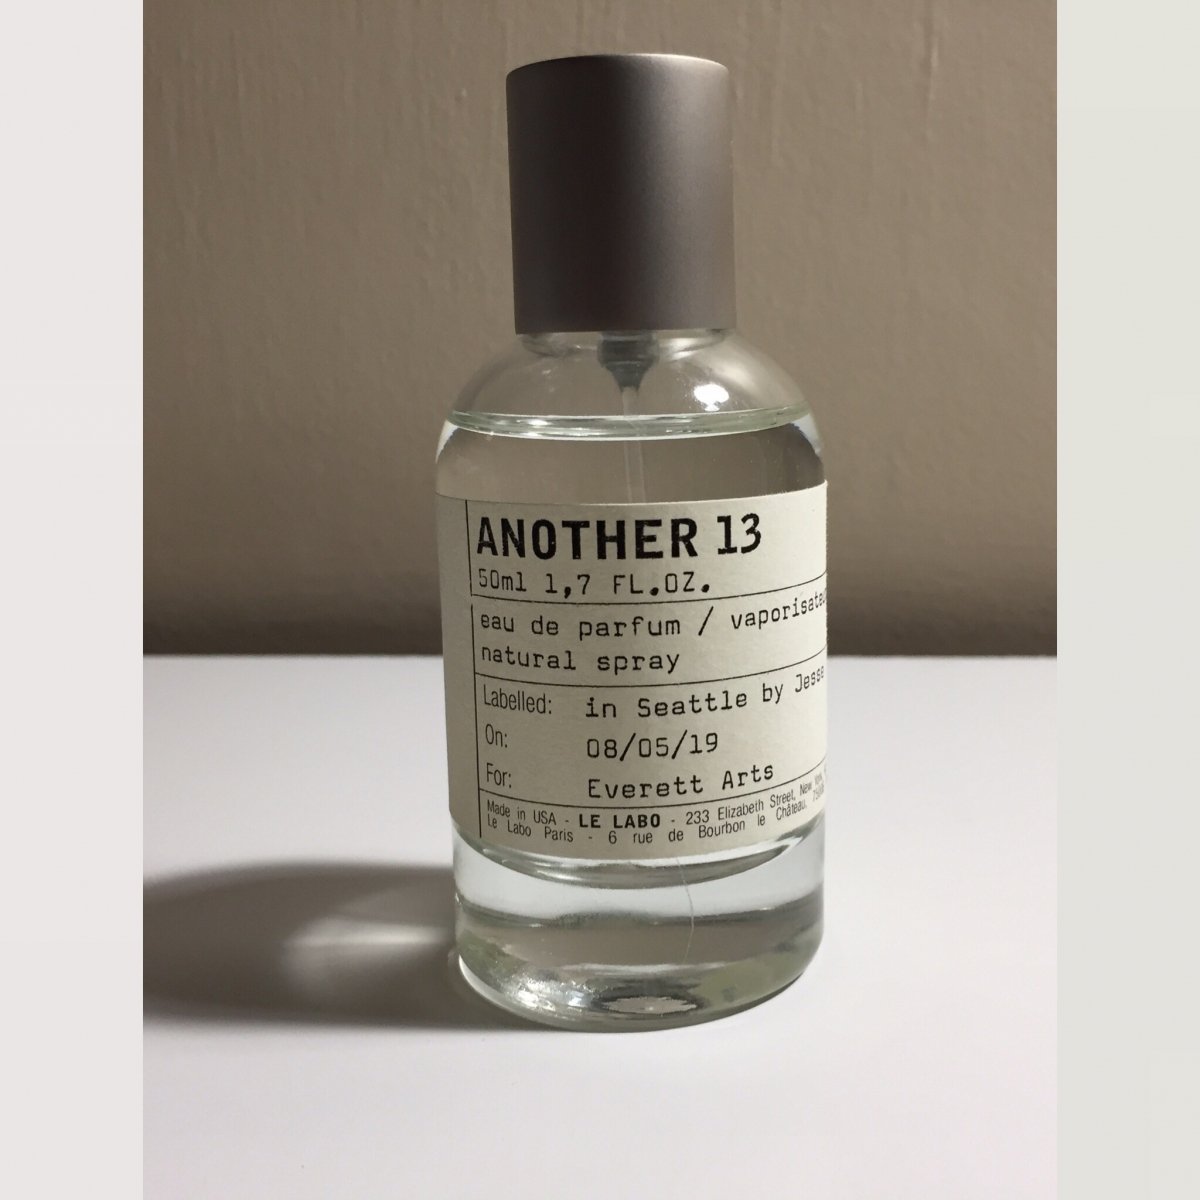 ANOTHER 13
50ml 1,7 FL.OZ.
eau de parfum / vaporisate
natural spray
Labelled: in Seattle by Jesse
On: 08/05/19
For: Everett Arts
Made in USA - LE LABO - 233 Elizabeth Street, New York,
Le Labo Paris - 6 rue de Bourbon le Château,